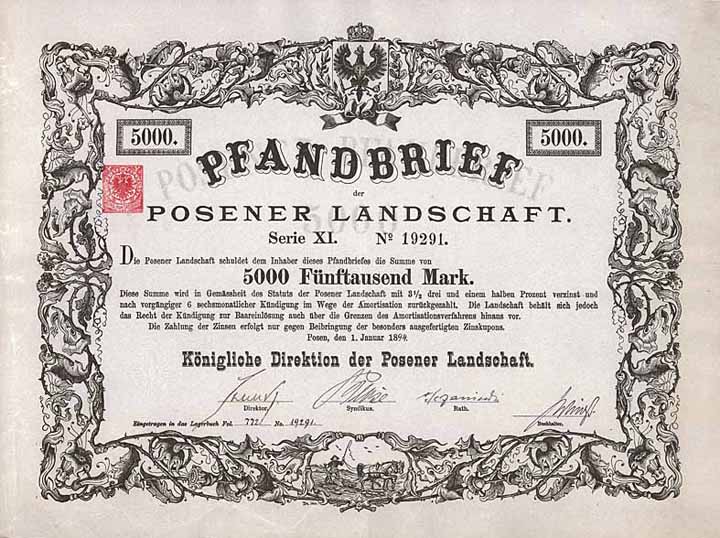 5000.
5000.
PFANDBRIEF
der
POSENER LANDSCHAFT.
Serie XI. № 19291.
Die Posener Landschaft schuldet dem Inhaber dieses Pfandbriefes die Summe von
5000 Fünftausend Mark.
Diese Summe wird in Gemässheit des Statuts der Posener Landschaft mit 3½ drei und einem halben Prozent verzinst und
nach vorgängiger 6 sechsmonatlicher Kündigung im Wege der Amortisation zurückgezahlt. Die Landschaft behält sich jedoch
das Recht der Kündigung zur Baareinlösung auch über die Grenzen des Amortisationsverfahrens hinaus vor.
Die Zahlung der Zinsen erfolgt nur gegen Beibringung der besonders ausgefertigten Zinskupons.
Posen, den 1. Januar 1894.
Königliche Direktion der Posener Landschaft.
Direktor. Syndikus. Rath.
Buchhalter.
Eingetragen in das Lagerbuch Fol. 772 No. 19291.